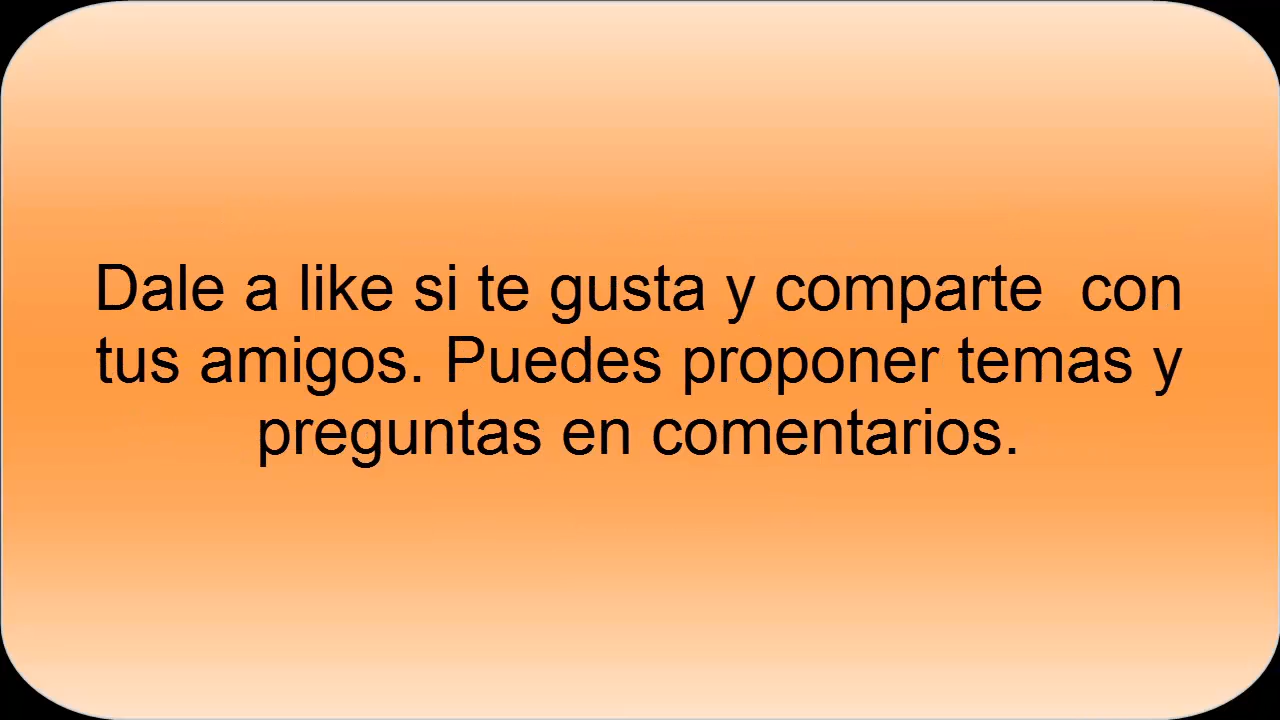 Dale a like si te gusta y comparte  con
tus amigos. Puedes proponer temas y
preguntas en comentarios.